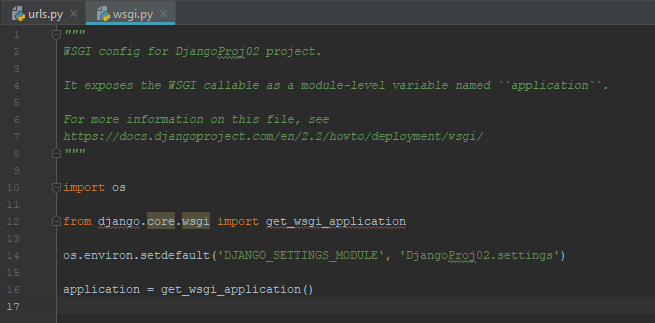 urls.py wsgi.py
1 """
2 WSGI config for DjangoProj02 project.
3
4 It exposes the WSGI callable as a module-level variable named ``application``.
5
6 For more information on this file, see
7 https://docs.djangoproject.com/en/2.2/howto/deployment/wsgi/
8 """
9
10 import os
11
12 from django.core.wsgi import get_wsgi_application
13
14 os.environ.setdefault('DJANGO_SETTINGS_MODULE', 'DjangoProj02.settings')
15
16 application = get_wsgi_application()
17